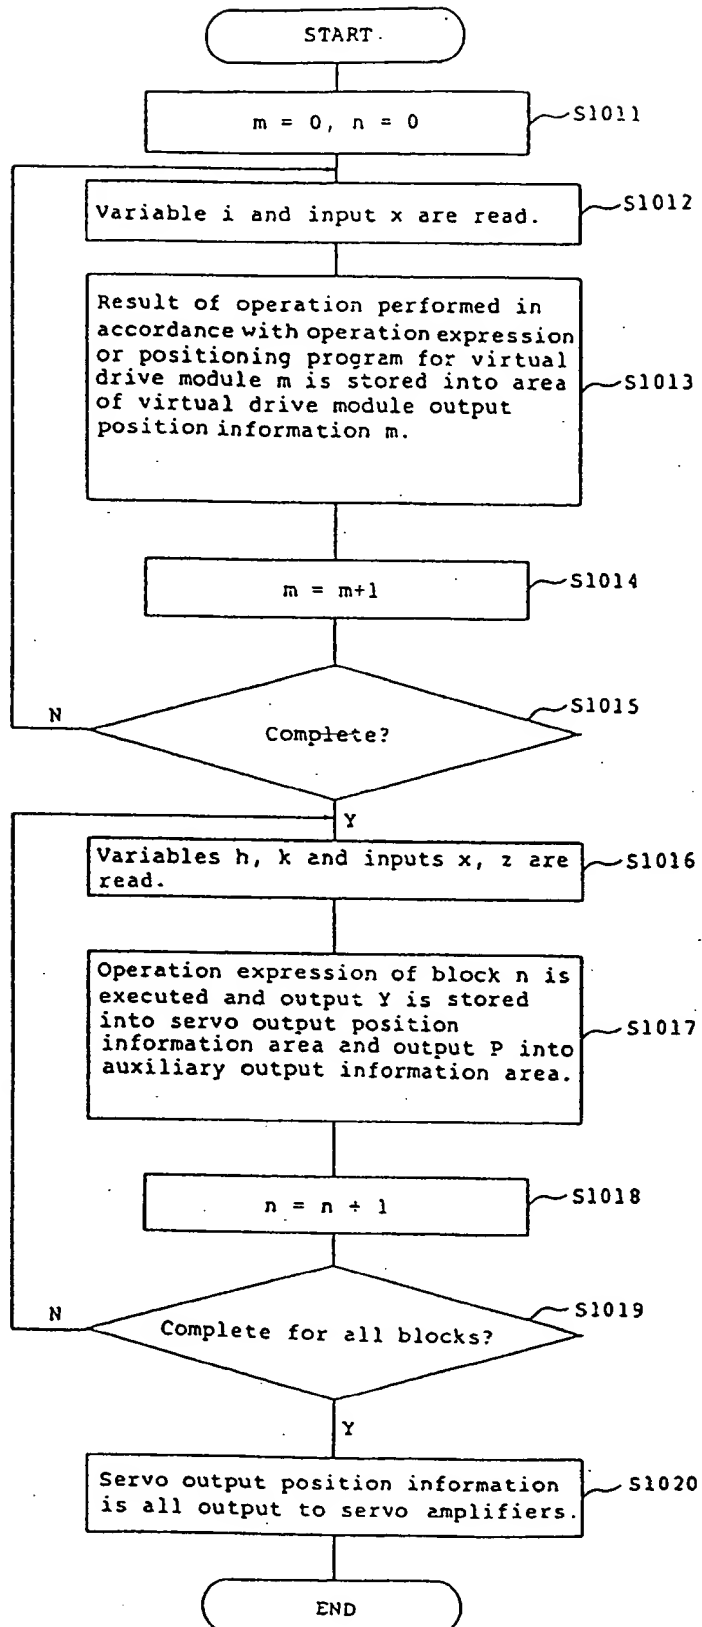 START
m = 0, n = 0
S1011
Variable i and input x are read.
S1012
Result of operation performed in
accordance with operation expression
or positioning program for virtual
drive module m is stored into area
of virtual drive module output
position information m.
S1013
m = m+1
S1014
Complete?
S1015
N
Y
Variables h, k and inputs x, z are
read.
S1016
Operation expression of block n is
executed and output Y is stored
into servo output position
information area and output P into
auxiliary output information area.
S1017
n = n ÷ 1
S1018
Complete for all blocks?
S1019
N
Y
Servo output position information
is all output to servo amplifiers.
S1020
END